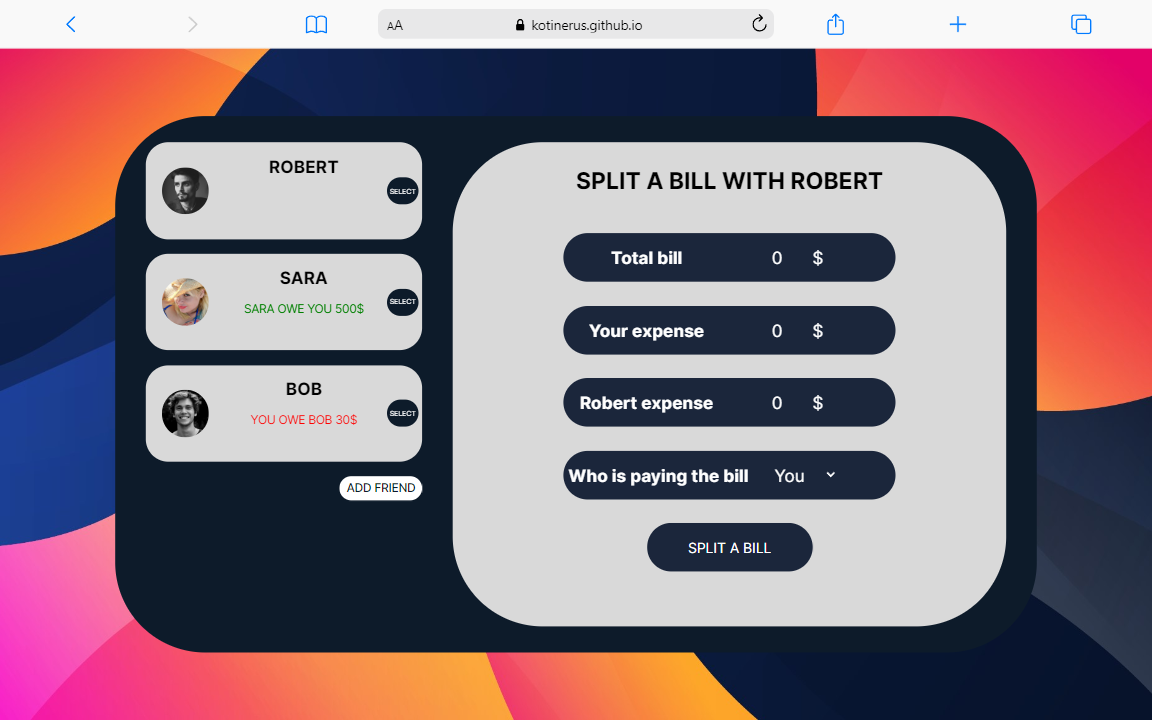 AA kotinerus.github.io
ROBERT
SELECT
SARA
SARA OWE YOU 500$
SELECT
BOB
YOU OWE BOB 30$
SELECT
ADD FRIEND
SPLIT A BILL WITH ROBERT
Total bill 0 $
Your expense 0 $
Robert expense 0 $
Who is paying the bill You
SPLIT A BILL